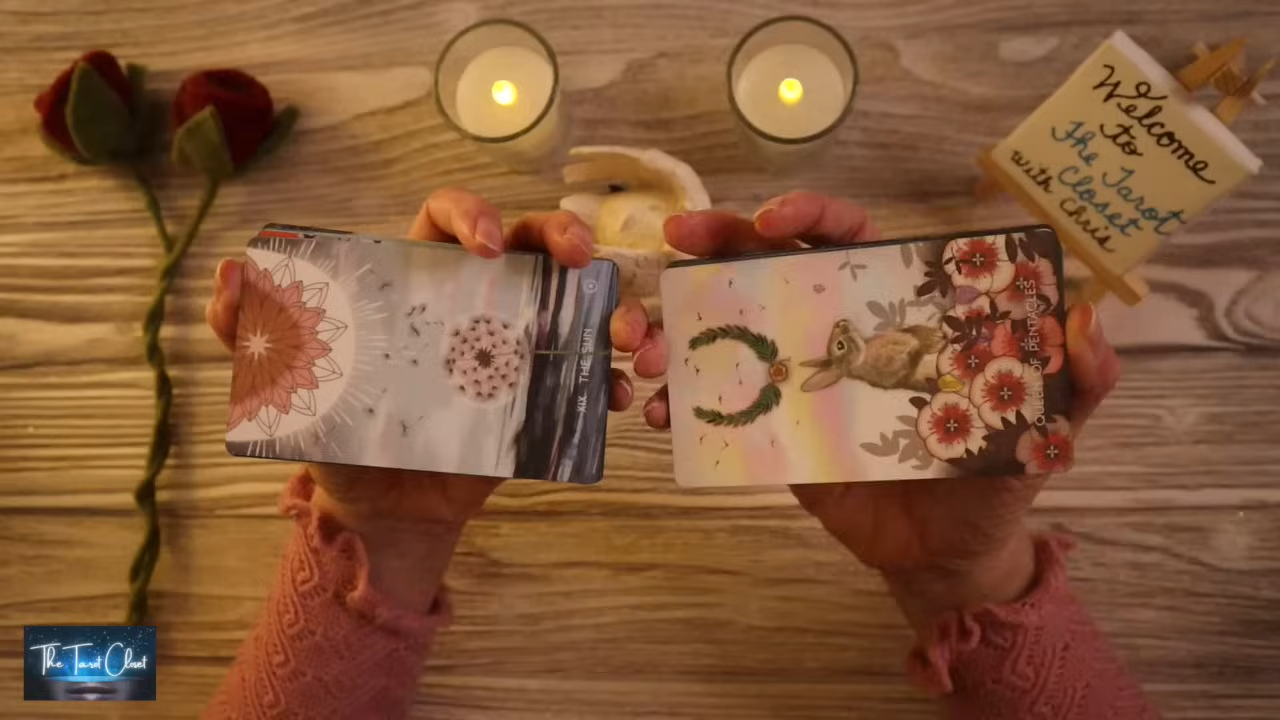 Welcome
to
The Tarot
Closet
with Chris
XIX. THE SUN
QUEEN OF PENTACLES
The Tarot Closet